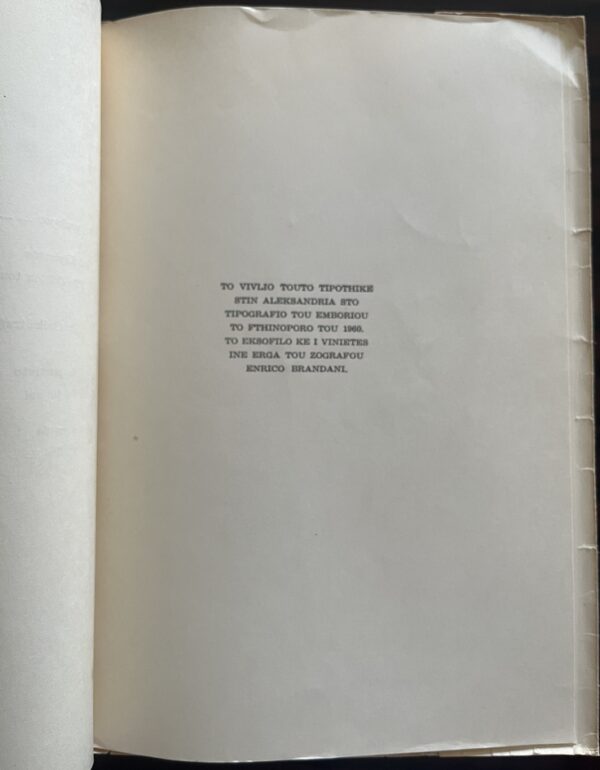 TO VIVLIO TOUTO TIPOTHIKE
STIN ALEKSANDRIA STO
TIPOGRAFIO TOU EMBORIOU
TO FTHINOPORO TOU 1960.
TO EKSOFILO KE I VINIETES
INE ERGA TOU ZOGRAFOU
ENRICO BRANDANI.